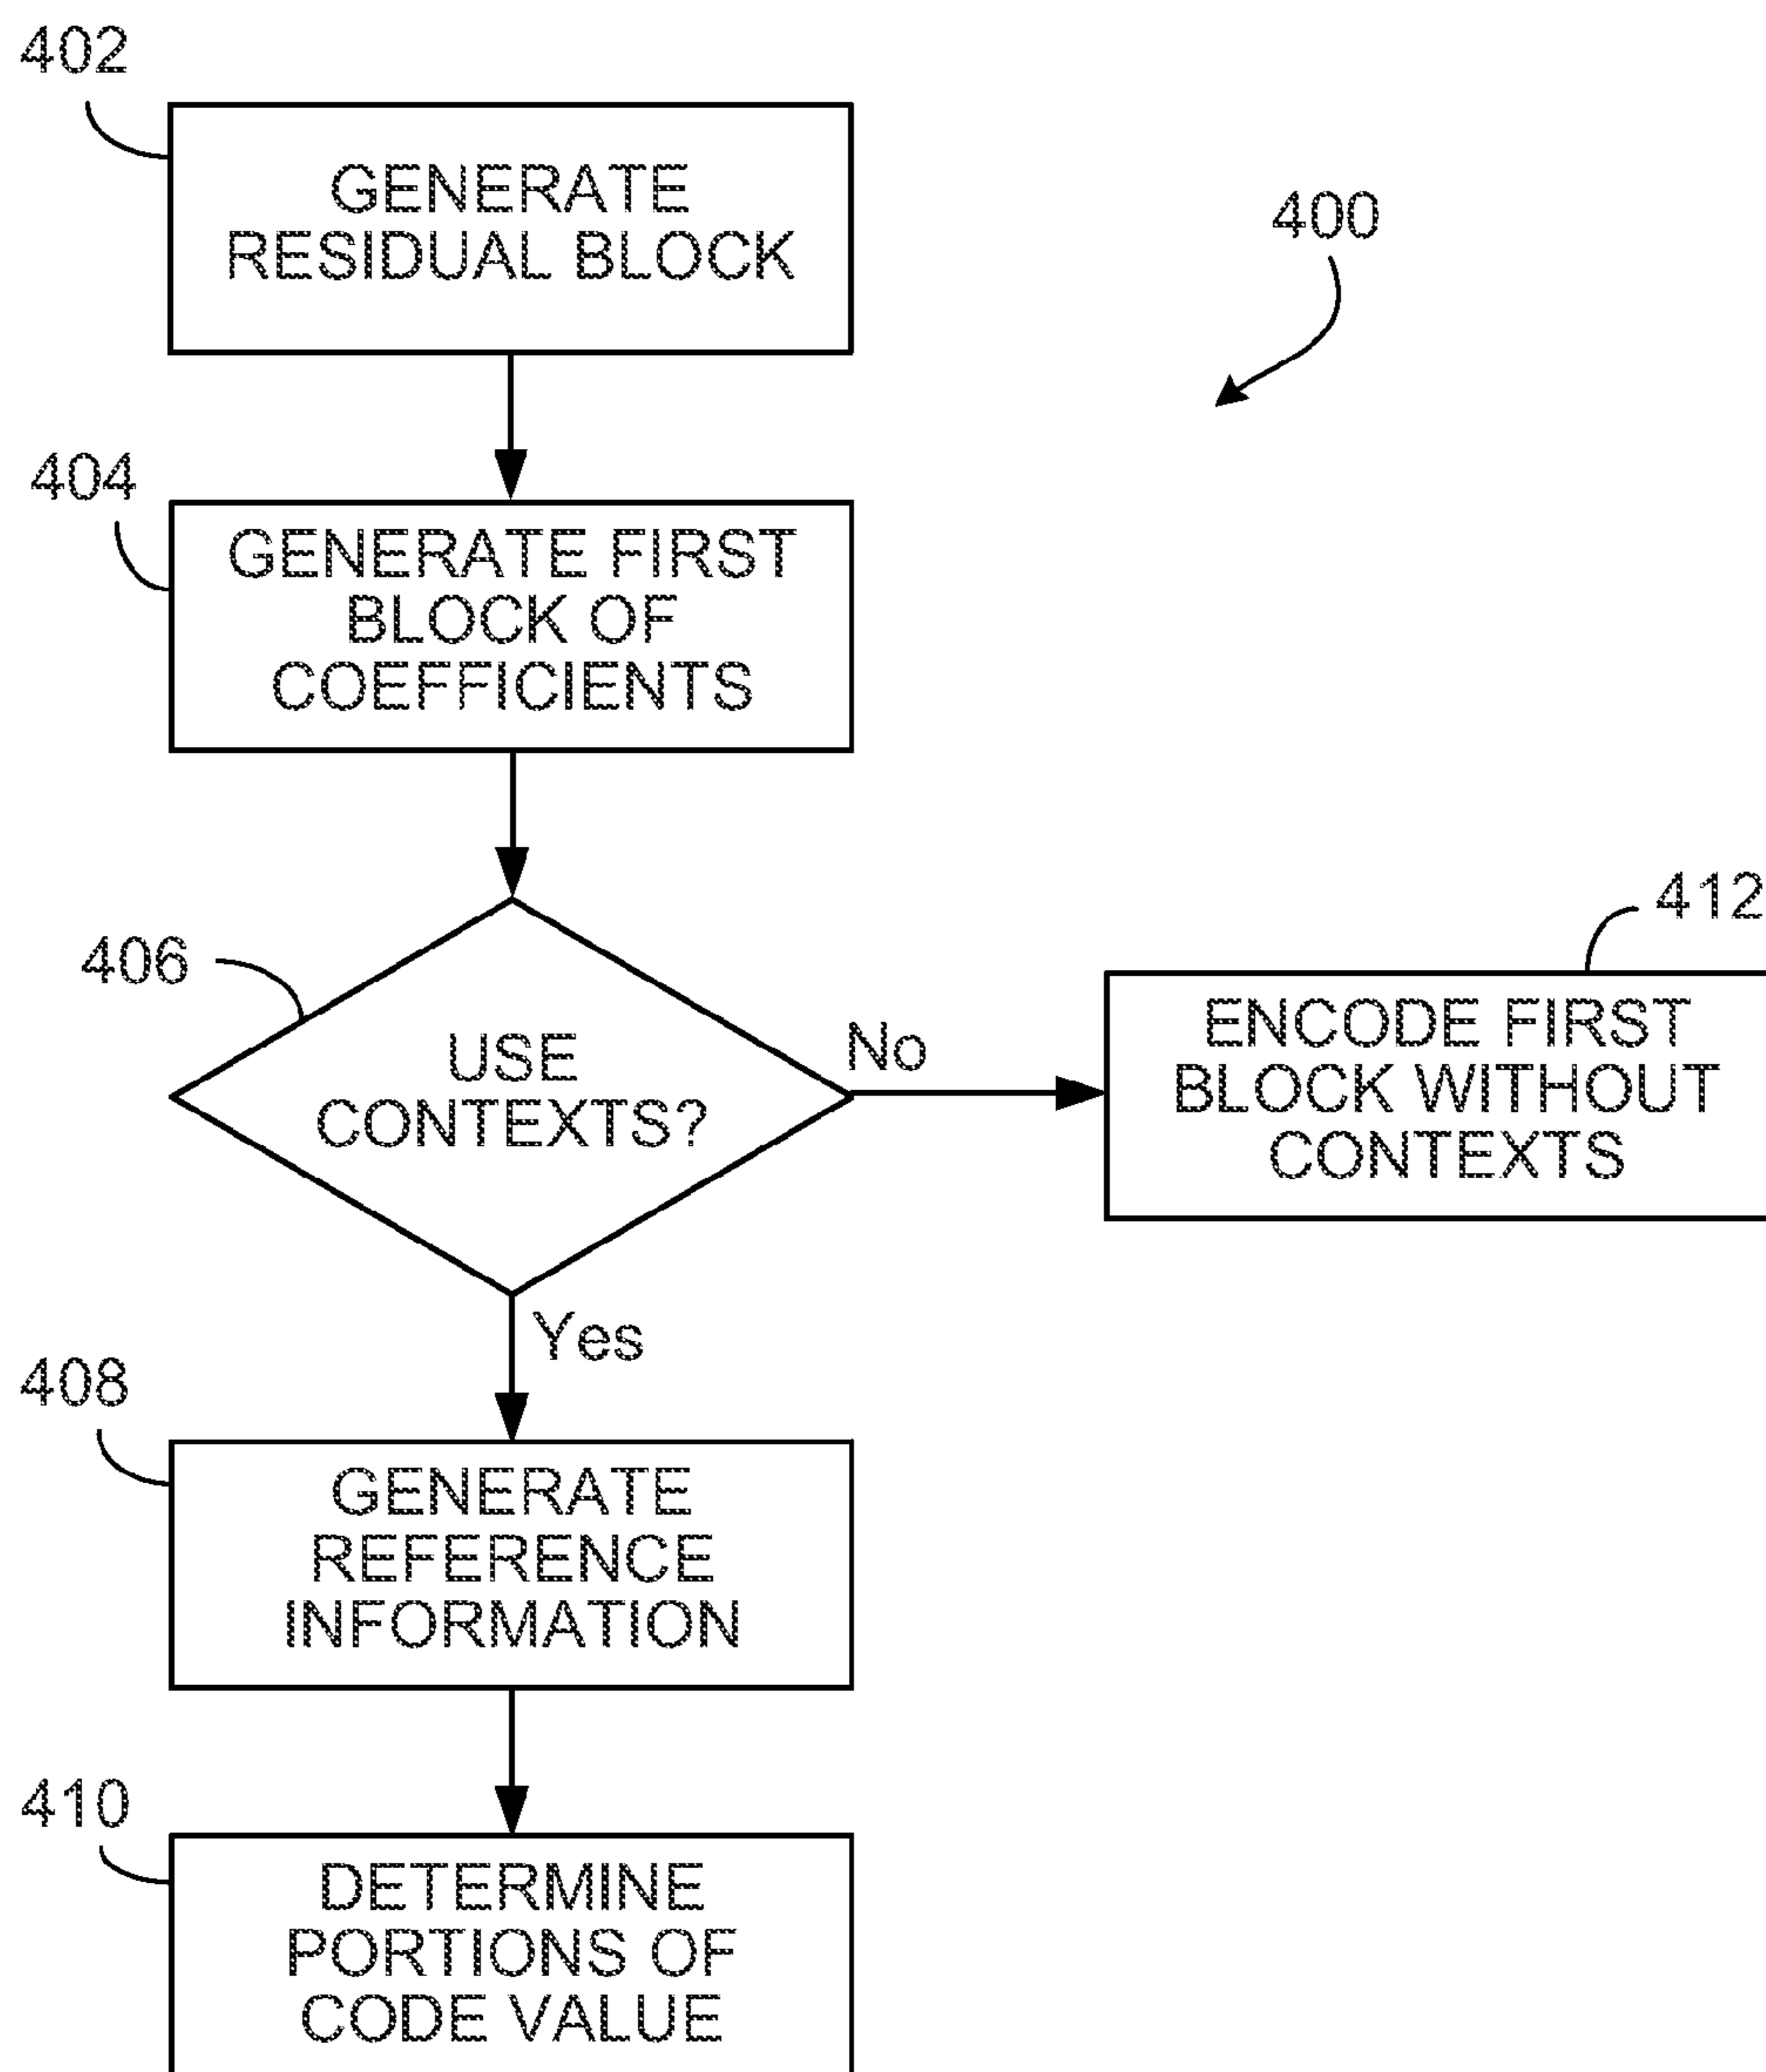 402
GENERATE
RESIDUAL BLOCK
400
404
GENERATE FIRST
BLOCK OF
COEFFICIENTS
406
USE
CONTEXTS?
No
412
ENCODE FIRST
BLOCK WITHOUT
CONTEXTS
Yes
408
GENERATE
REFERENCE
INFORMATION
410
DETERMINE
PORTIONS OF
CODE VALUE